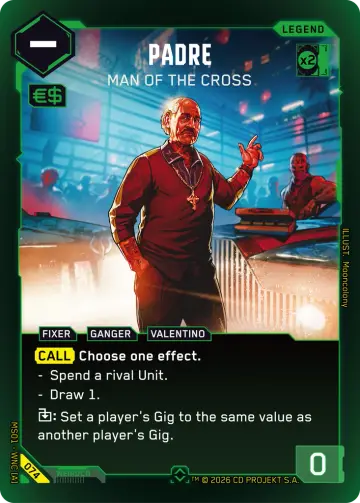 LEGEND
PADRE
MAN OF THE CROSS
x2
€$
ILLUST. Mooncolony
FIXER GANGER VALENTINO
CALL Choose one effect.
- Spend a rival Unit.
- Draw 1.
: Set a player's Gig to the same value as
another player's Gig.
0
074
™ © 2026 CD PROJEKT S.A.